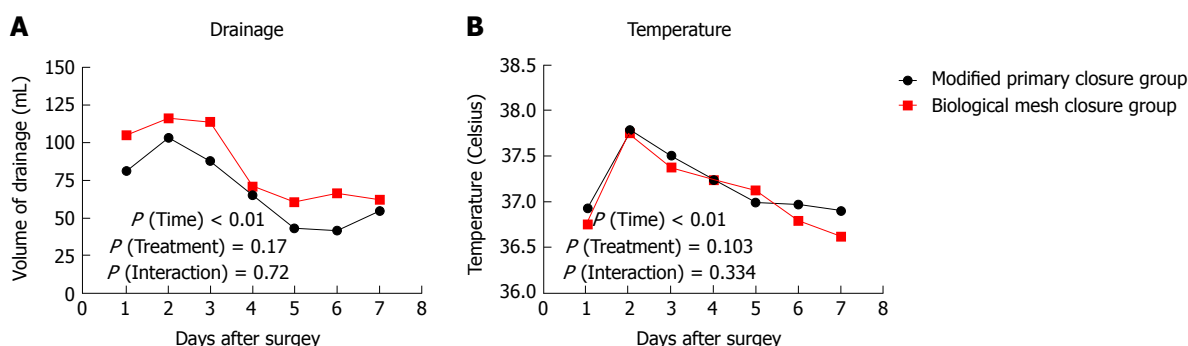 A
Drainage
Volume of drainage (mL)
150
125
100
75
50
25
0
P (Time) < 0.01
P (Treatment) = 0.17
P (Interaction) = 0.72
0 1 2 3 4 5 6 7 8
Days after surgey
B
Temperature
Temperature (Celsius)
38.5
38.0
37.5
37.0
36.5
36.0
P (Time) < 0.01
P (Treatment) = 0.103
P (Interaction) = 0.334
0 1 2 3 4 5 6 7 8
Days after surgey
Modified primary closure group
Biological mesh closure group